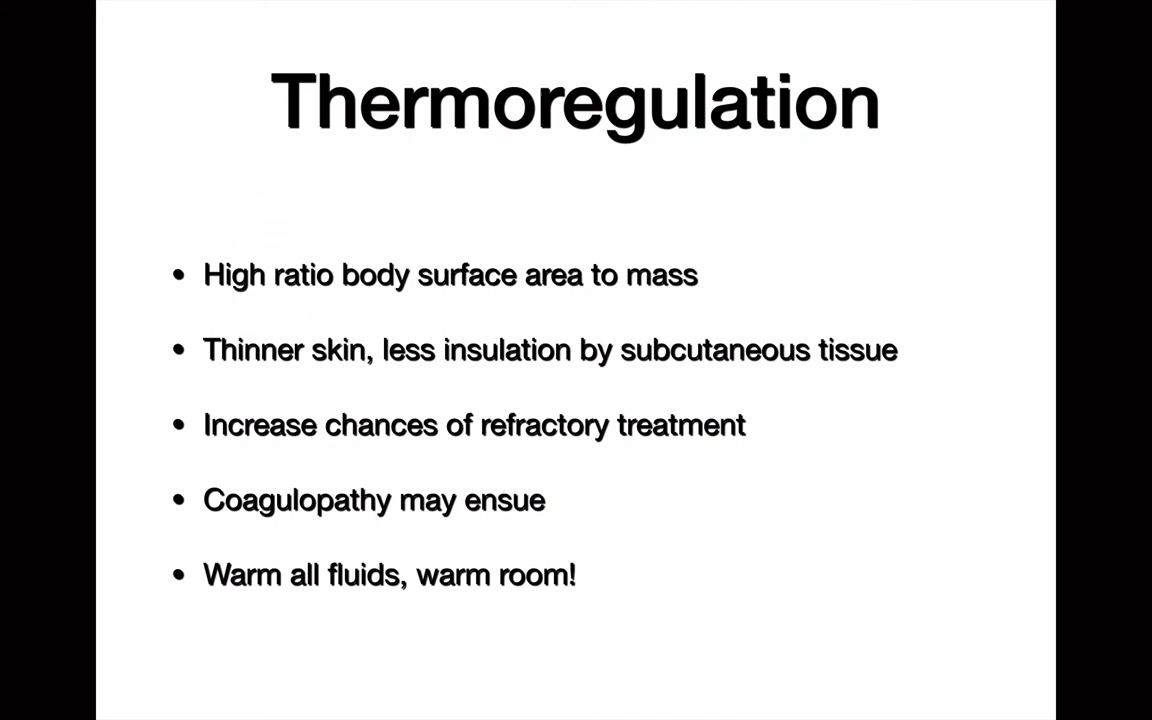 Thermoregulation
• High ratio body surface area to mass
• Thinner skin, less insulation by subcutaneous tissue
• Increase chances of refractory treatment
• Coagulopathy may ensue
• Warm all fluids, warm room!